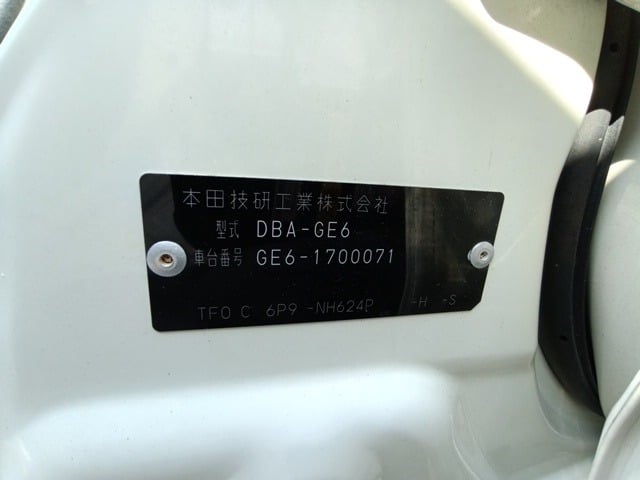 本田技研工業株式会社
型式 DBA-GE6
車台番号 GE6-1700071
TF0 C 6P9 -NH624P -H -S